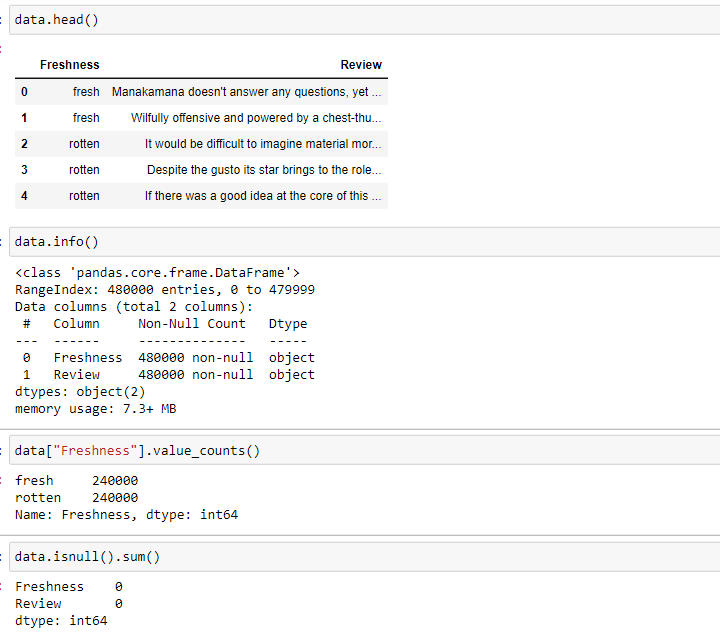 data.head()
Freshness Review
0 fresh Manakamana doesn't answer any questions, yet ...
1 fresh Wilfully offensive and powered by a chest-thu...
2 rotten It would be difficult to imagine material mor...
3 rotten Despite the gusto its star brings to the role...
4 rotten If there was a good idea at the core of this ...
data.info()
<class 'pandas.core.frame.DataFrame'>
RangeIndex: 480000 entries, 0 to 479999
Data columns (total 2 columns):
 #   Column     Non-Null Count   Dtype
---  ------     --------------   -----
 0   Freshness  480000 non-null  object
 1   Review     480000 non-null  object
dtypes: object(2)
memory usage: 7.3+ MB
data["Freshness"].value_counts()
fresh     240000
rotten    240000
Name: Freshness, dtype: int64
data.isnull().sum()
Freshness    0
Review       0
dtype: int64